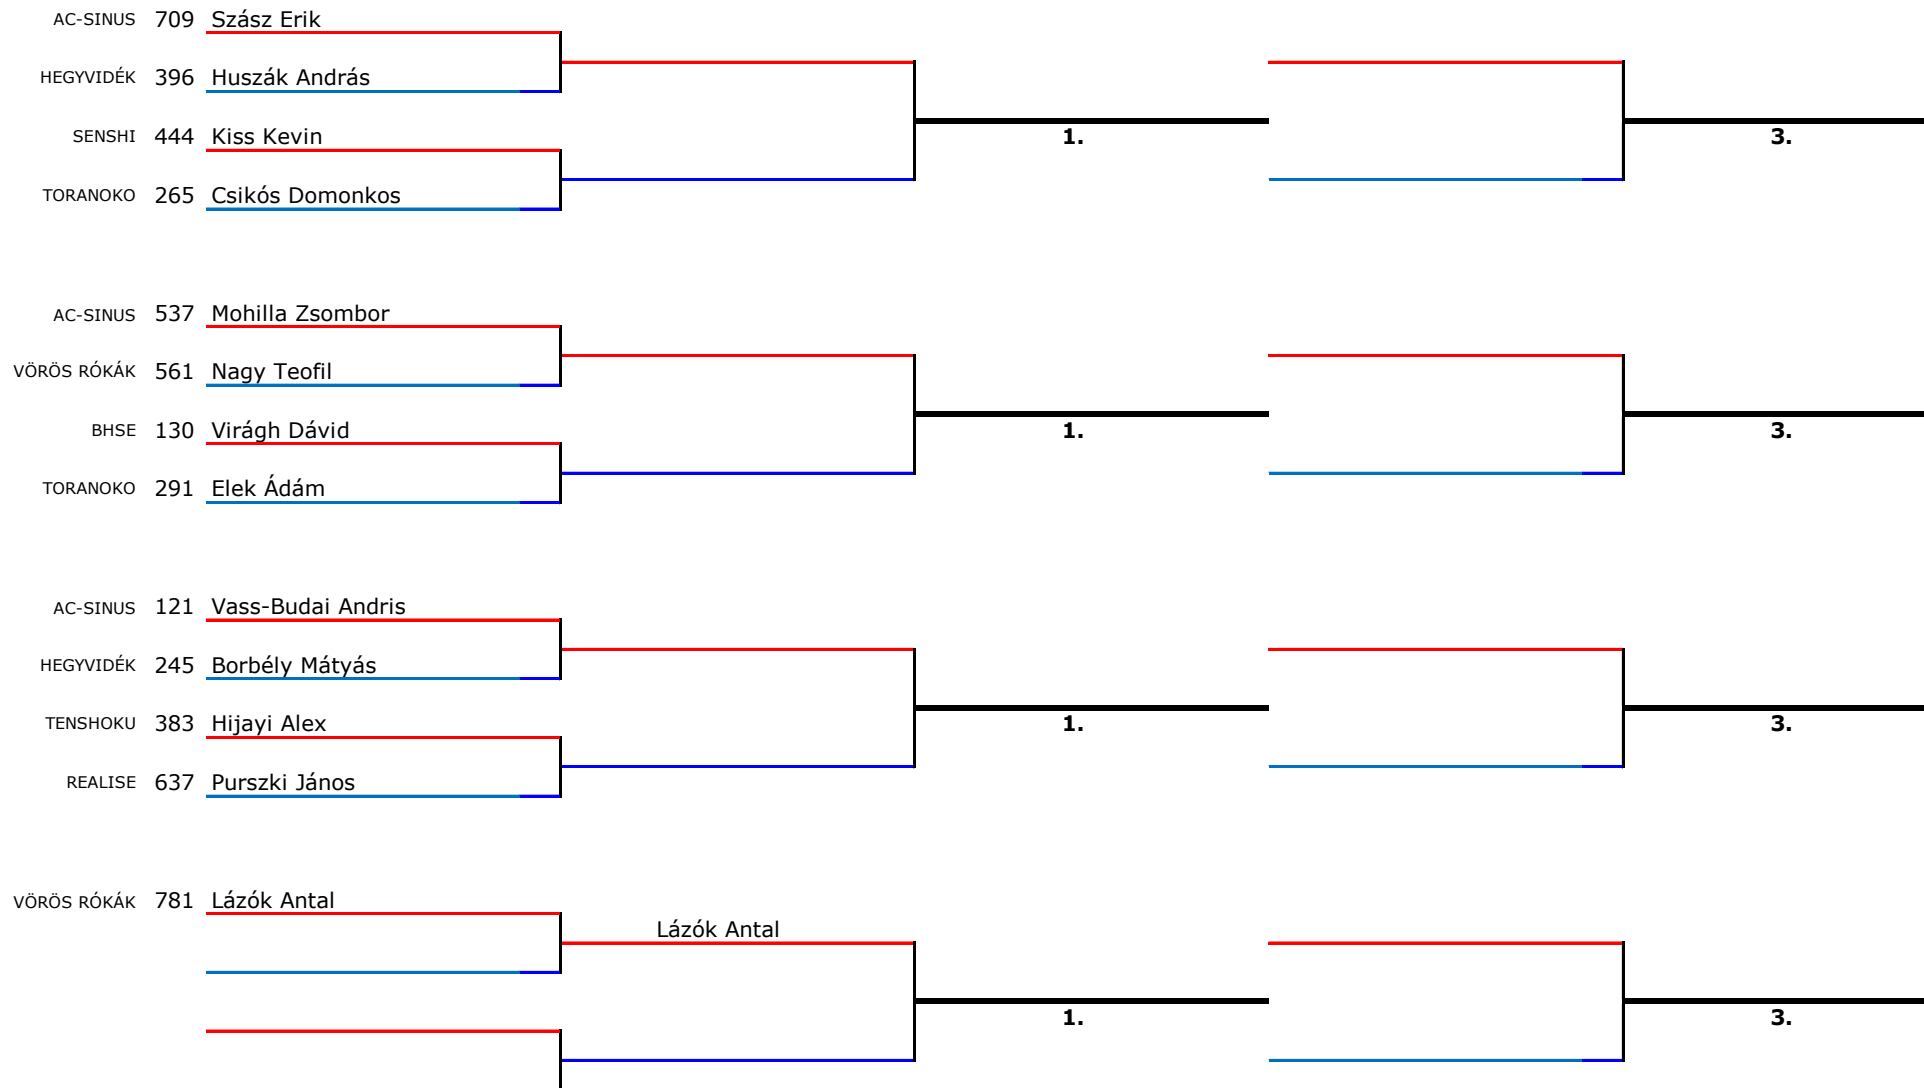 AC-SINUS 709 Szász Erik
HEGYVIDÉK 396 Huszák András
SENSHI 444 Kiss Kevin 1. 3.
TORANOKO 265 Csikós Domonkos
AC-SINUS 537 Mohilla Zsombor
VÖRÖS RÓKÁK 561 Nagy Teofil
BHSE 130 Virágh Dávid 1. 3.
TORANOKO 291 Elek Ádám
AC-SINUS 121 Vass-Budai Andris
HEGYVIDÉK 245 Borbély Mátyás
TENSHOKU 383 Hijayi Alex 1. 3.
REALISE 637 Purszki János
VÖRÖS RÓKÁK 781 Lázók Antal
Lázók Antal
1. 3.